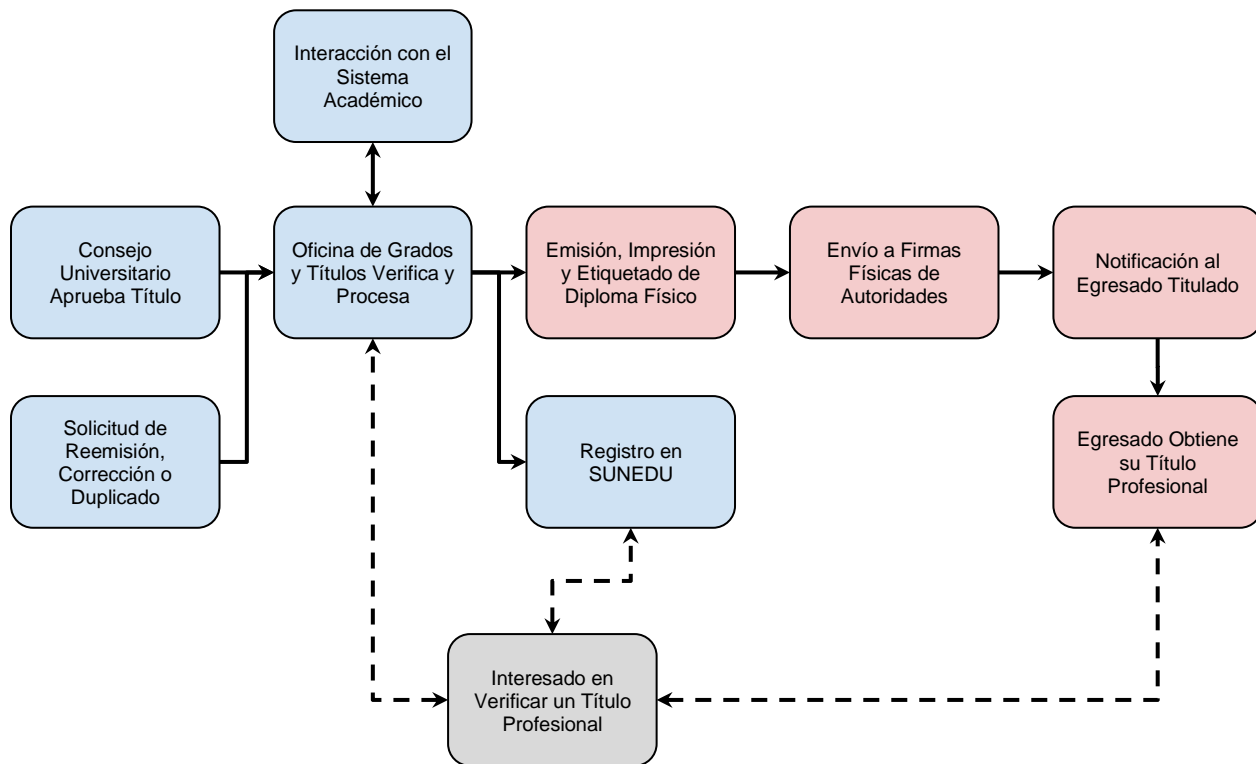 Interacción con el
Sistema
Académico
Consejo
Universitario
Aprueba Título
Oficina de Grados
y Títulos Verifica y
Procesa
Emisión, Impresión
y Etiquetado de
Diploma Físico
Envío a Firmas
Físicas de
Autoridades
Notificación al
Egresado Titulado
Solicitud de
Reemisión,
Corrección o
Duplicado
Registro en
SUNEDU
Egresado Obtiene
su Título
Profesional
Interesado en
Verificar un Título
Profesional